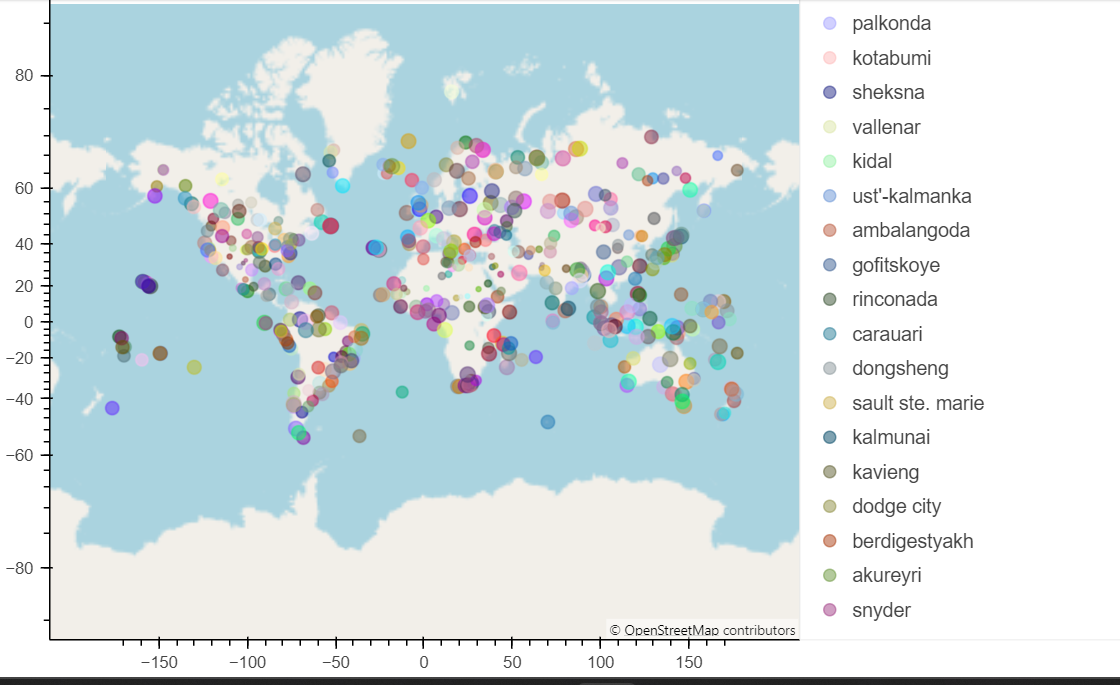 palkonda
80
kotabumi
sheksna
vallenar
kidal
60
ust'-kalmanka
ambalangoda
40
gofitskoye
20
rinconada
0
carauari
−20
dongsheng
−40
sault ste. marie
kalmunai
−60
kavieng
dodge city
berdigestyakh
−80
akureyri
snyder
© OpenStreetMap contributors
−150 −100 −50 0 50 100 150